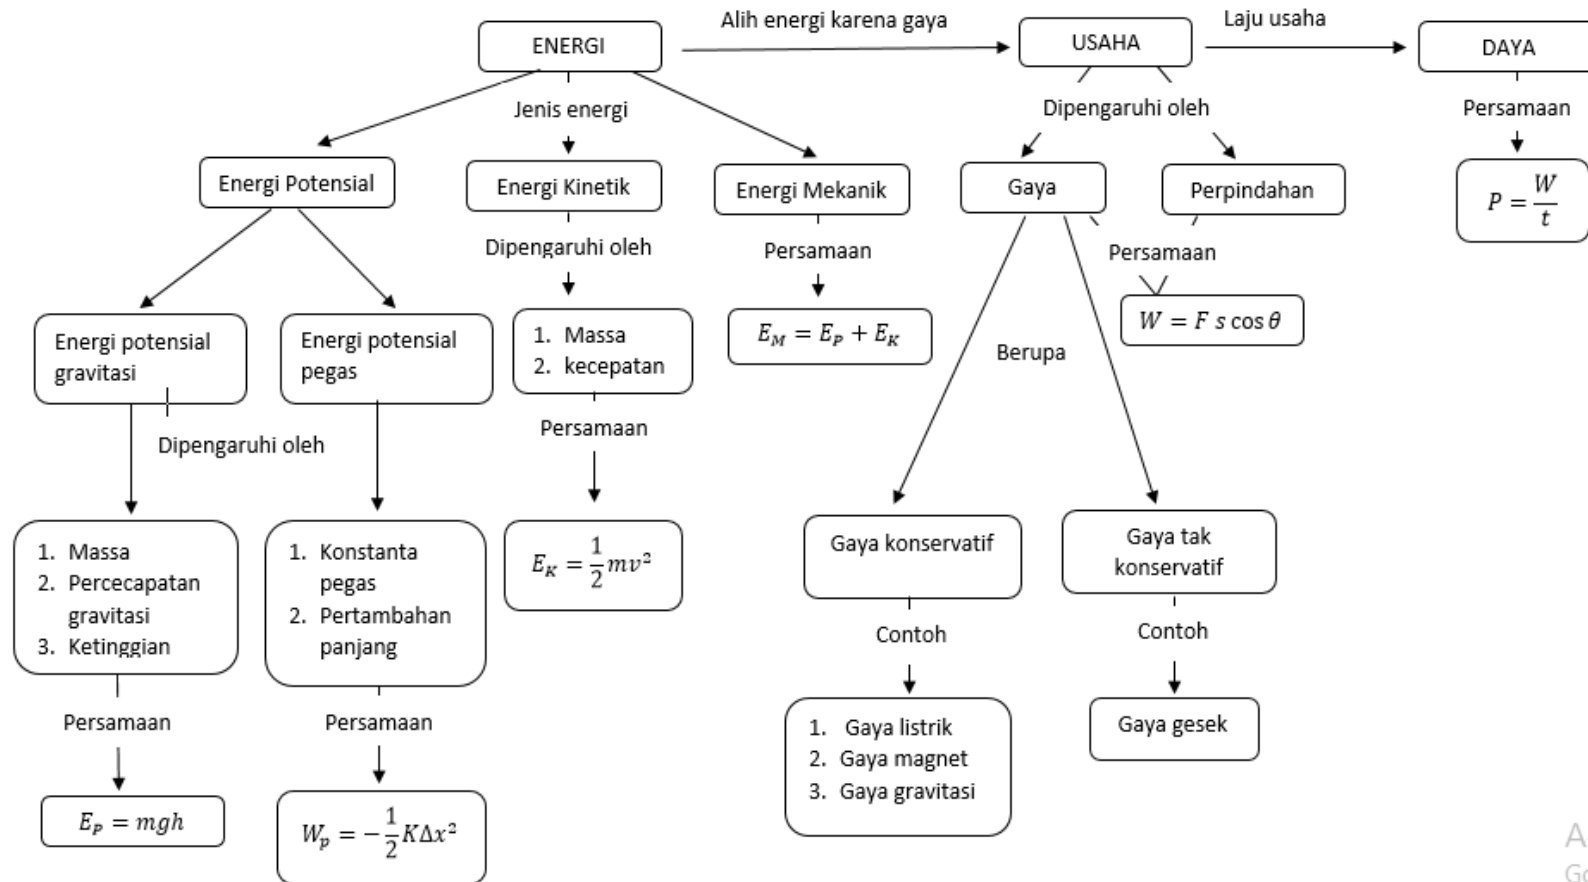 Alih energi karena gaya
Laju usaha
ENERGI
USAHA
DAYA
Jenis energi
Dipengaruhi oleh
Persamaan
Energi Potensial
Energi Kinetik
Energi Mekanik
Gaya
Perpindahan
P = W/t
Dipengaruhi oleh
Persamaan
Persamaan
Energi potensial
gravitasi
Energi potensial
pegas
1. Massa
2. kecepatan
E_M = E_P + E_K
W = F s cos θ
Berupa
Dipengaruhi oleh
Persamaan
1. Massa
2. Percecapatan
gravitasi
3. Ketinggian
1. Konstanta
pegas
2. Pertambahan
panjang
E_K = 1/2 mv²
Gaya konservatif
Gaya tak
konservatif
Contoh
Contoh
Persamaan
Persamaan
1. Gaya listrik
2. Gaya magnet
3. Gaya gravitasi
Gaya gesek
E_P = mgh
W_p = −1/2 KΔx²